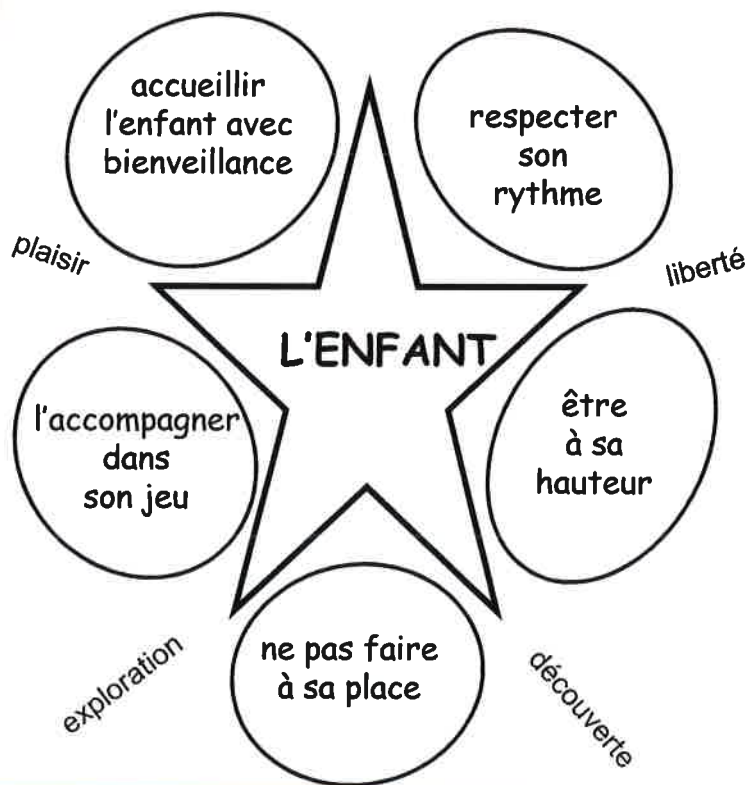 accueillir
l'enfant avec
bienveillance
respecter
son
rythme
plaisir
liberté
L'ENFANT
l'accompagner
dans
son jeu
être
à sa
hauteur
ne pas faire
à sa place
exploration
découverte